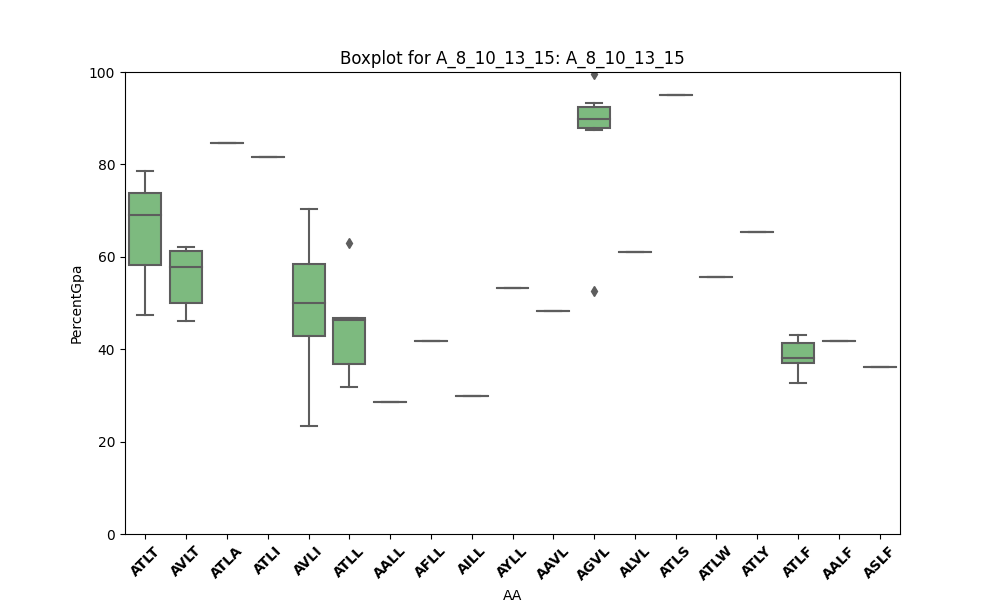 Boxplot for A_8_10_13_15: A_8_10_13_15
100
80
60
40
20
0
PercentGpa
ATLT AVLT ATLA ATLI AVLI ATLL AALL AFLL AILL AYLL AAVL AGVL ALVL ATLS ATLW ATLY ATLF AALF ASLF
AA